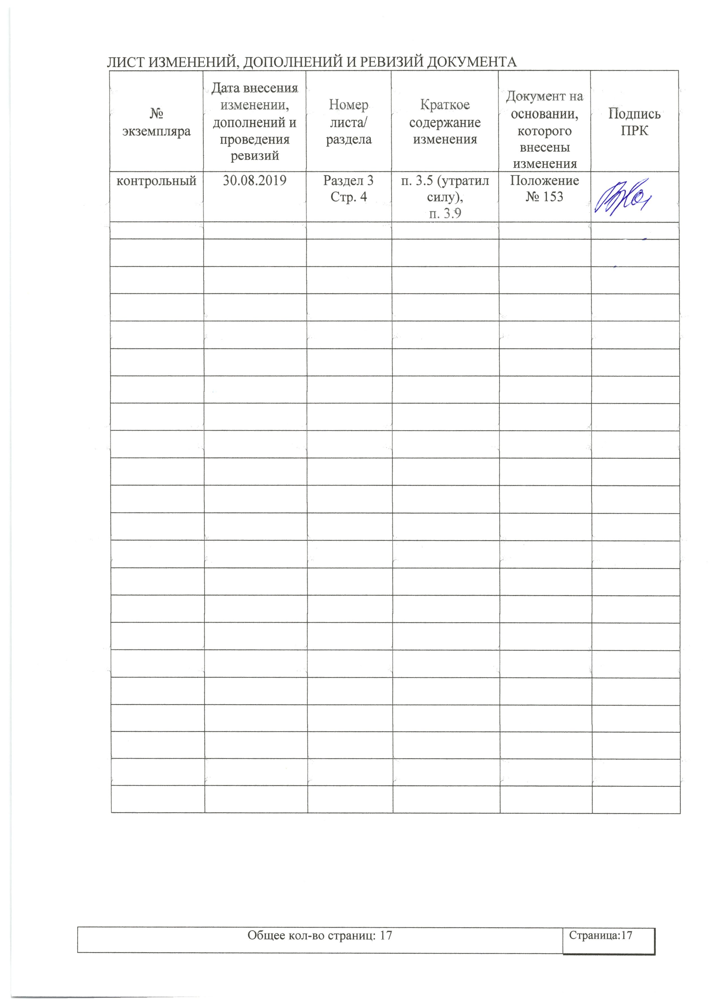 ЛИСТ ИЗМЕНЕНИЙ, ДОПОЛНЕНИЙ И РЕВИЗИЙ ДОКУМЕНТА
№
экземпляра
Дата внесения
изменении,
дополнений и
проведения
ревизий
Номер
листа/
раздела
Краткое
содержание
изменения
Документ на
основании,
которого
внесены
изменения
Подпись
ПРК
контрольный
30.08.2019
Раздел 3
Стр. 4
п. 3.5 (утратил
силу),
п. 3.9
Положение
№ 153
Общее кол-во страниц: 17
Страница:17